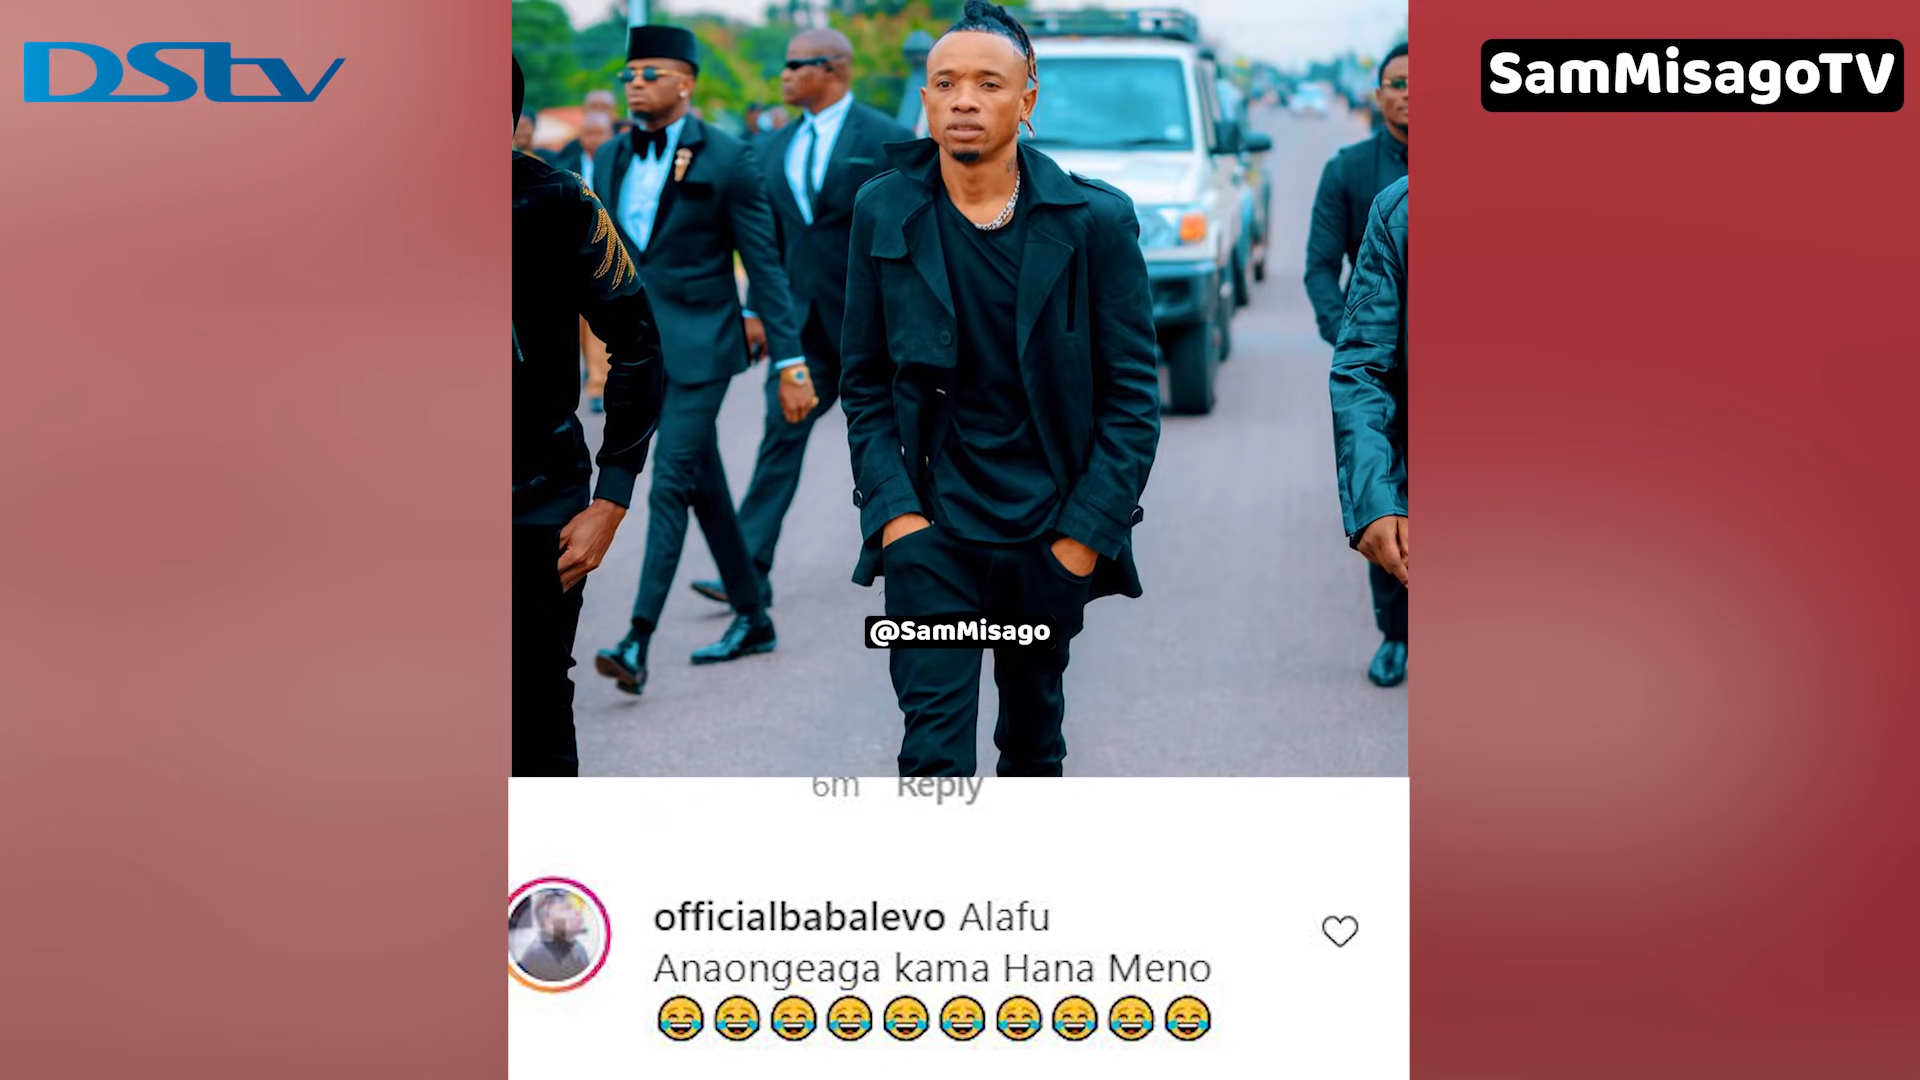 DStv
SamMisagoTV
@SamMisago
6m Reply
officialbabalevo Alafu
Anaongeaga kama Hana Meno
😂😂😂😂😂😂😂😂😂😂